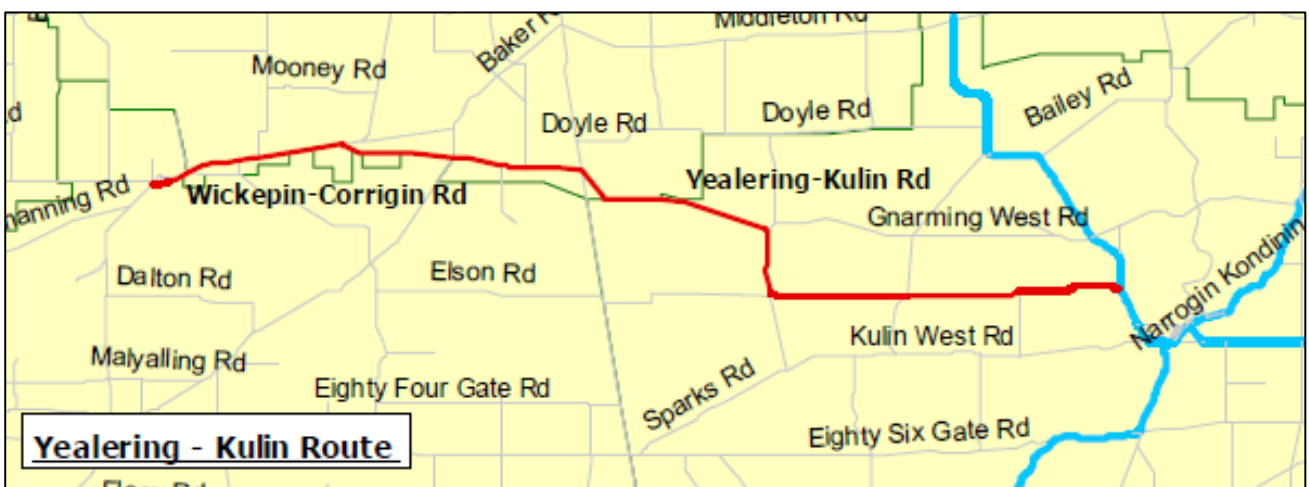 Middleton Rd
Baker R
Mooney Rd
Bailey Rd
Doyle Rd
Doyle Rd
d
Yealering-Kulin Rd
Wickepin-Corrigin Rd
nanning Rd
Gnarming West Rd
Narrogin Kondinin
Dalton Rd
Elson Rd
Kulin West Rd
Malyalling Rd
Eighty Four Gate Rd
Sparks Rd
Eighty Six Gate Rd
Yealering - Kulin Route